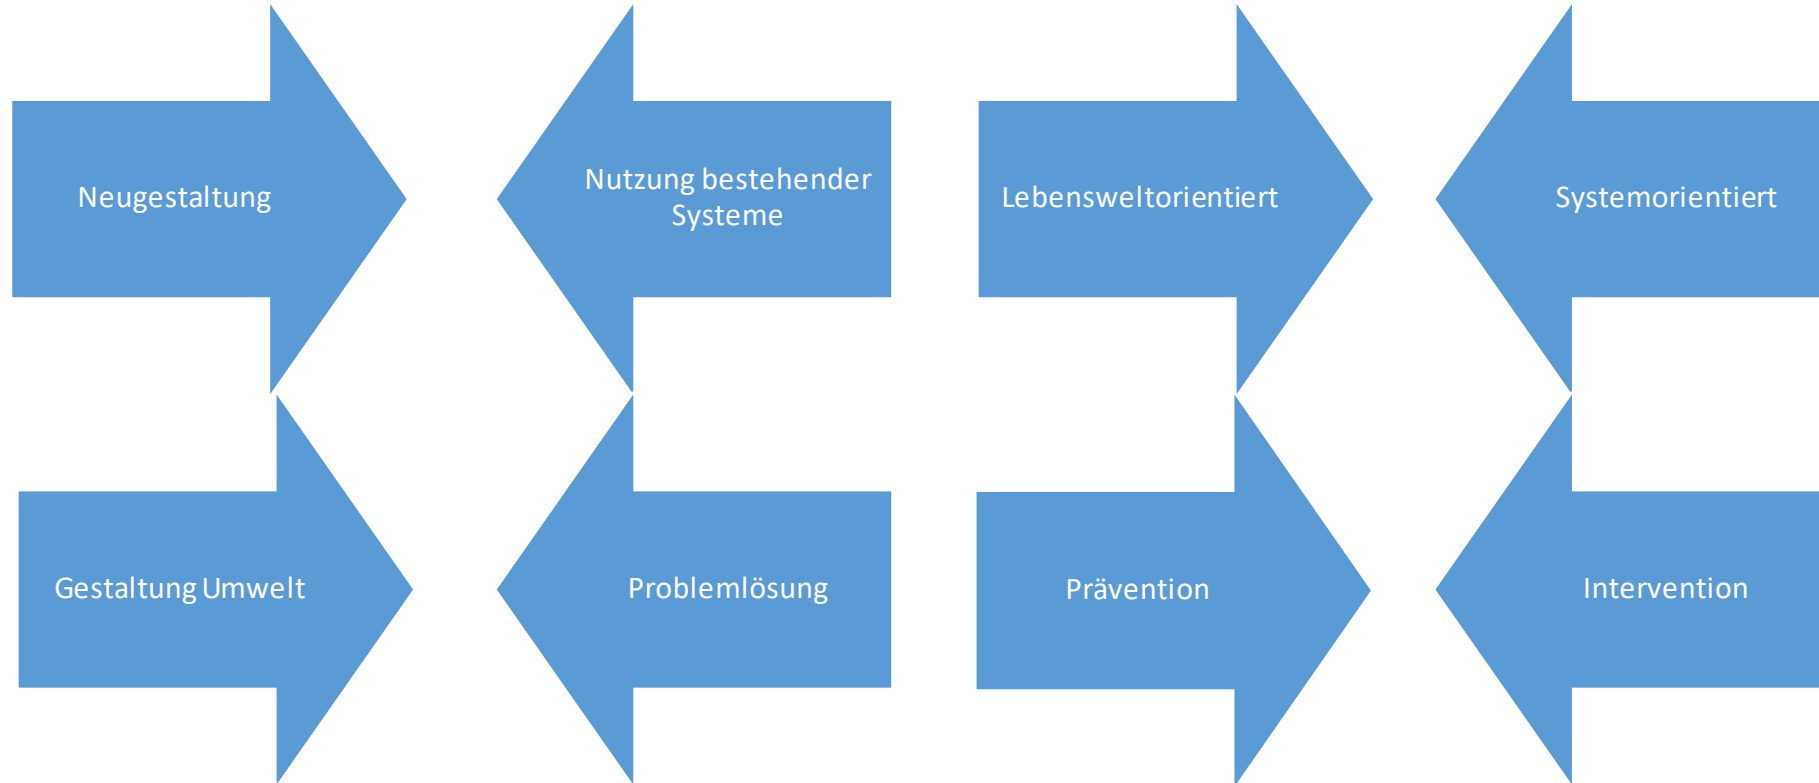 Neugestaltung
Nutzung bestehender
Systeme
Lebensweltorientiert
Systemorientiert
Gestaltung Umwelt
Problemlösung
Prävention
Intervention